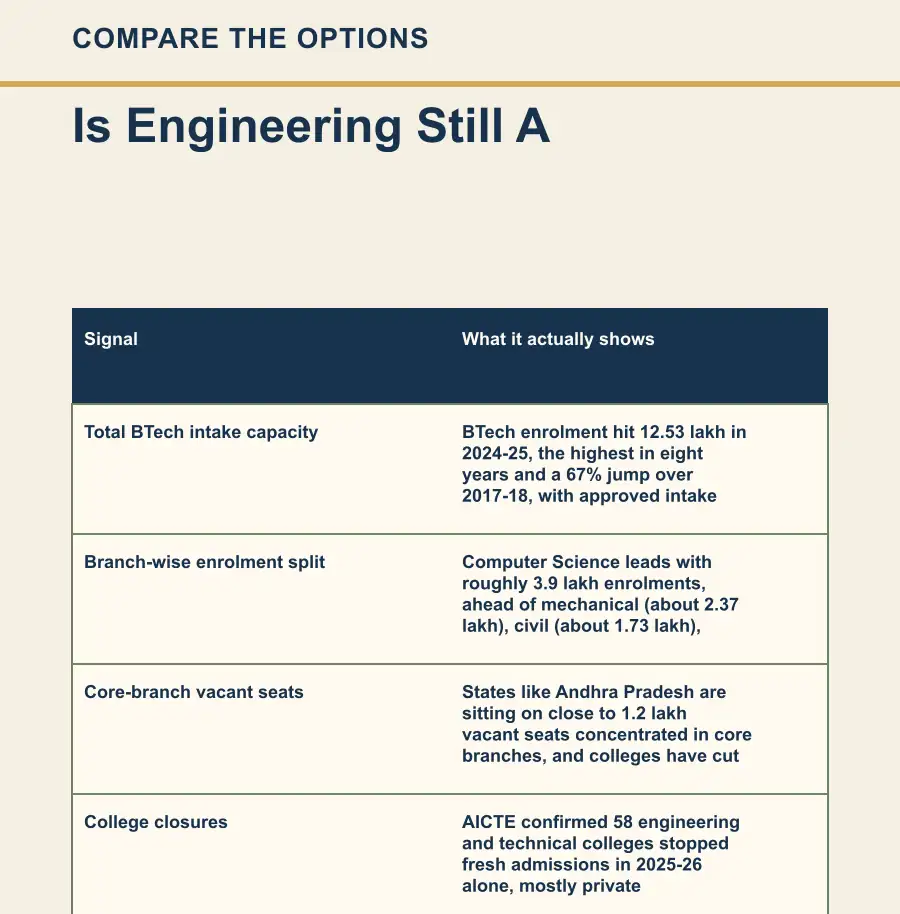 COMPARE THE OPTIONS
Is Engineering Still A
Signal
What it actually shows
Total BTech intake capacity
BTech enrolment hit 12.53 lakh in
2024-25, the highest in eight
years and a 67% jump over
2017-18, with approved intake
Branch-wise enrolment split
Computer Science leads with
roughly 3.9 lakh enrolments,
ahead of mechanical (about 2.37
lakh), civil (about 1.73 lakh),
Core-branch vacant seats
States like Andhra Pradesh are
sitting on close to 1.2 lakh
vacant seats concentrated in core
branches, and colleges have cut
College closures
AICTE confirmed 58 engineering
and technical colleges stopped
fresh admissions in 2025-26
alone, mostly private